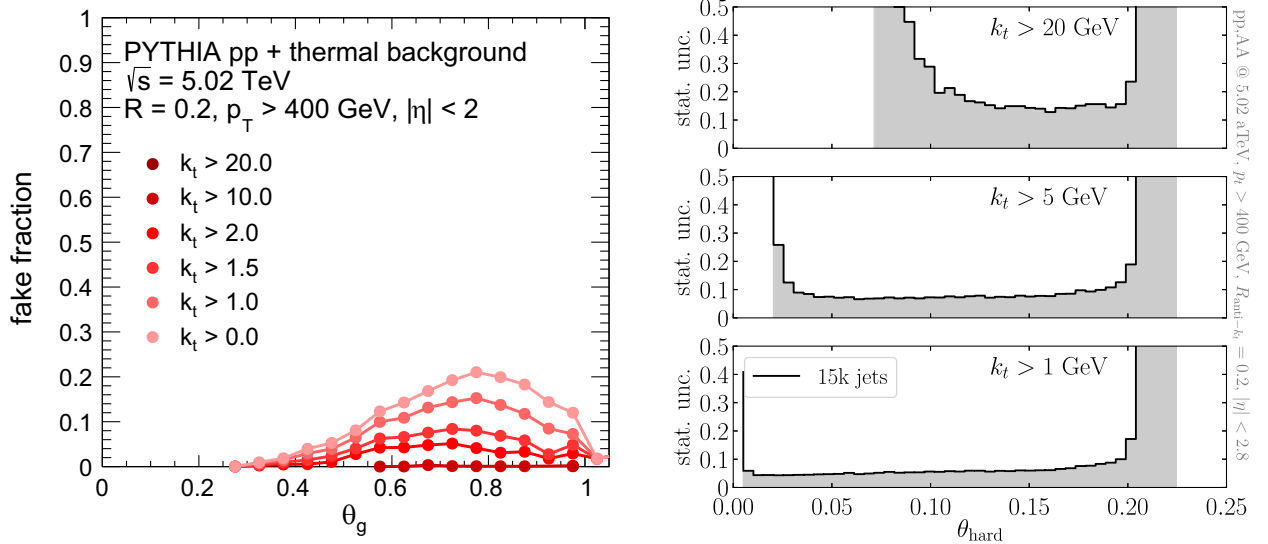 1
0.9
0.8
0.7
0.6
0.5
0.4
0.3
0.2
0.1
0
fake fraction
PYTHIA pp + thermal background
√s = 5.02 TeV
R = 0.2, p_T > 400 GeV, |η| < 2
k_t > 20.0
k_t > 10.0
k_t > 2.0
k_t > 1.5
k_t > 1.0
k_t > 0.0
0 0.2 0.4 0.6 0.8 1
θ_g
0.5
0.4
0.3
0.2
0.1
0
stat. unc.
k_t > 20 GeV
0.5
0.4
0.3
0.2
0.1
0
stat. unc.
k_t > 5 GeV
0.5
0.4
0.3
0.2
0.1
0
stat. unc.
k_t > 1 GeV
15k jets
0.00 0.05 0.10 0.15 0.20 0.25
θ_hard
pp,AA @ 5.02 aTeV, p_t > 400 GeV, R_anti−k_t = 0.2, |η| < 2.8